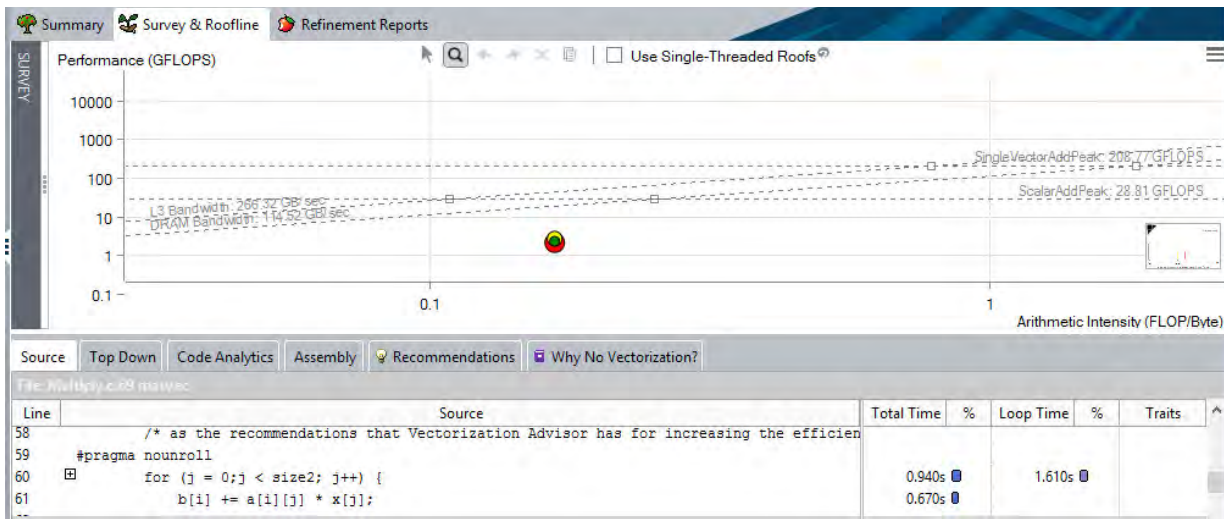 Summary Survey & Roofline Refinement Reports
SURVEY
Performance (GFLOPS)
Use Single-Threaded Roofs
10000
1000
100
10
1
0.1
SingleVectorAddPeak: 208.77 GFLOPS
ScalarAddPeak: 28.81 GFLOPS
L3 Bandwidth: 266.32 GB/sec
DRAM Bandwidth: 114.52 GB/sec
0.1 1
Arithmetic Intensity (FLOP/Byte)
Source Top Down Code Analytics Assembly Recommendations Why No Vectorization?
Line Source Total Time % Loop Time % Traits
58 /* as the recommendations that Vectorization Advisor has for increasing the efficien
59 #pragma nounroll
60 for (j = 0;j < size2; j++) { 0.940s 1.610s
61 b[i] += a[i][j] * x[j]; 0.670s